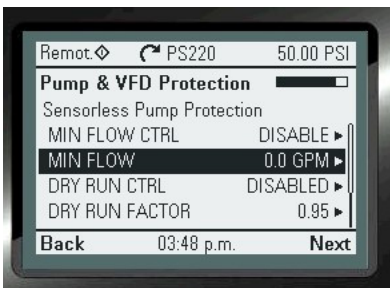 Remot. PS220 50.00 PSI
Pump & VFD Protection
Sensorless Pump Protection
MIN FLOW CTRL DISABLE
MIN FLOW 0.0 GPM
DRY RUN CTRL DISABLED
DRY RUN FACTOR 0.95
Back 03:48 p.m. Next